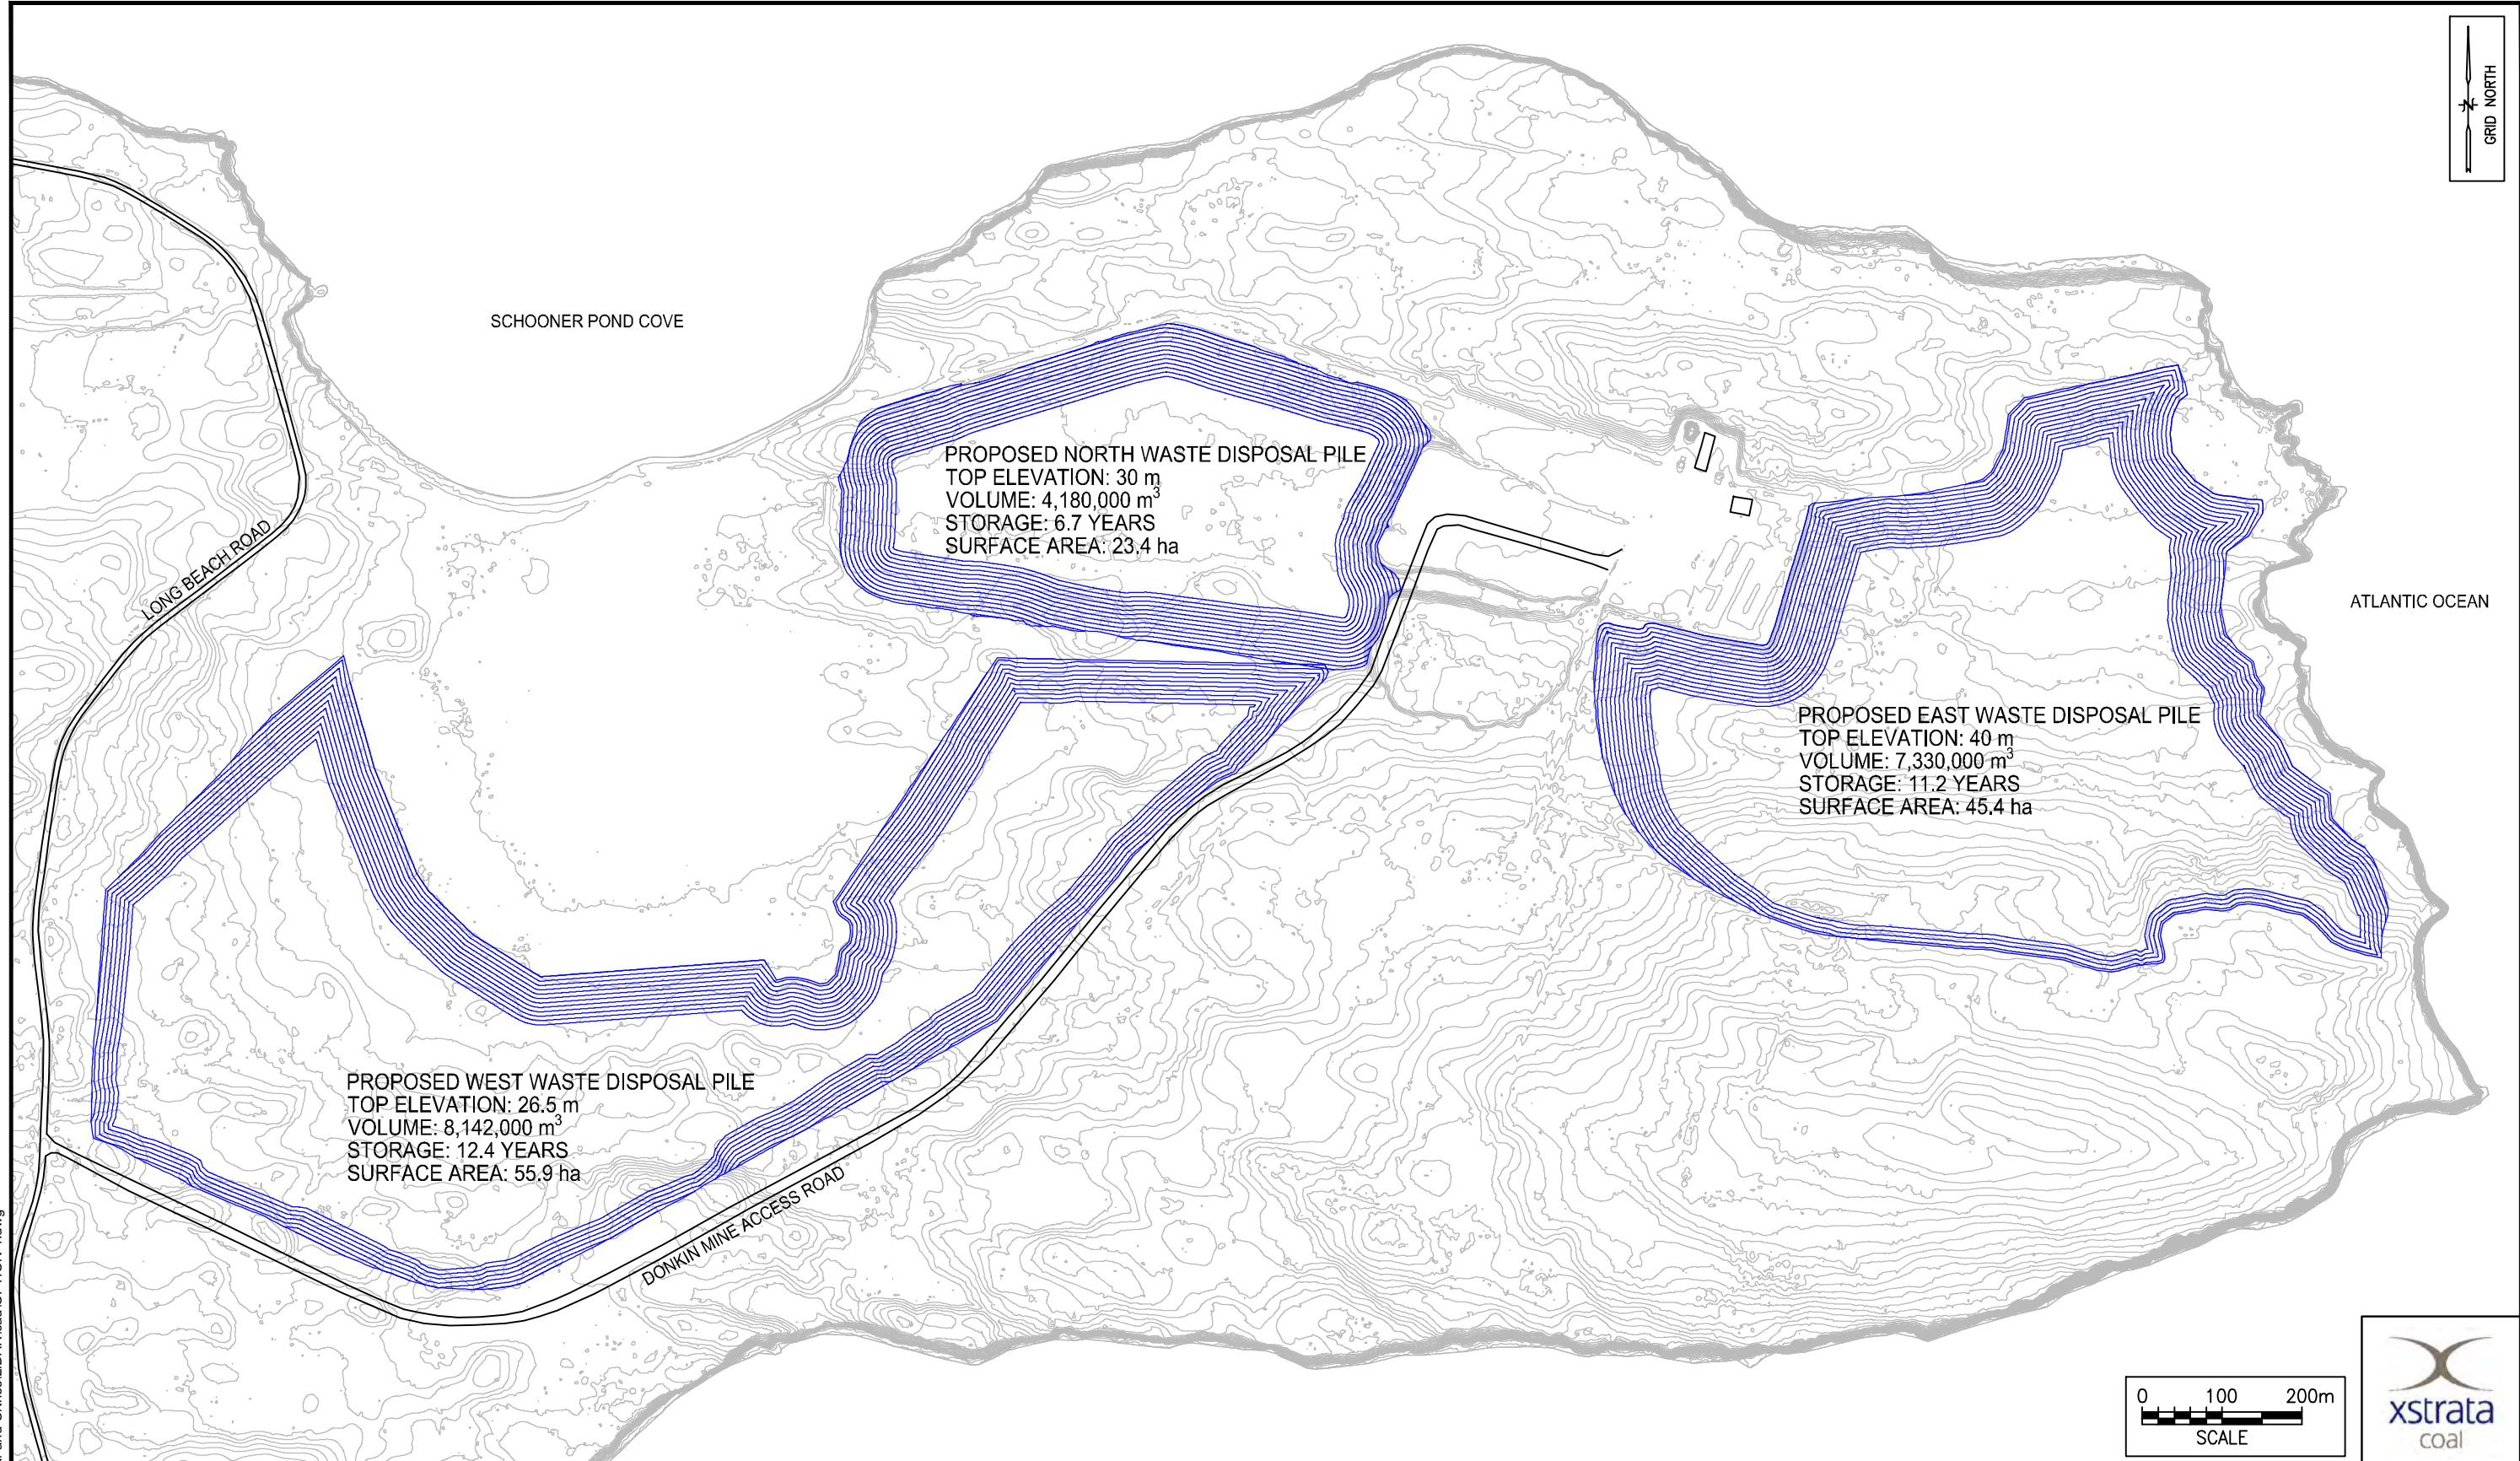 GRID NORTH
SCHOONER POND COVE
PROPOSED NORTH WASTE DISPOSAL PILE
TOP ELEVATION: 30 m
VOLUME: 4,180,000 m³
STORAGE: 6.7 YEARS
SURFACE AREA: 23.4 ha
LONG BEACH ROAD
ATLANTIC OCEAN
PROPOSED EAST WASTE DISPOSAL PILE
TOP ELEVATION: 40 m
VOLUME: 7,330,000 m³
STORAGE: 11.2 YEARS
SURFACE AREA: 45.4 ha
PROPOSED WEST WASTE DISPOSAL PILE
TOP ELEVATION: 26.5 m
VOLUME: 8,142,000 m³
STORAGE: 12.4 YEARS
SURFACE AREA: 55.9 ha
DONKIN MINE ACCESS ROAD
0 100 200m
SCALE
xstrata
coal